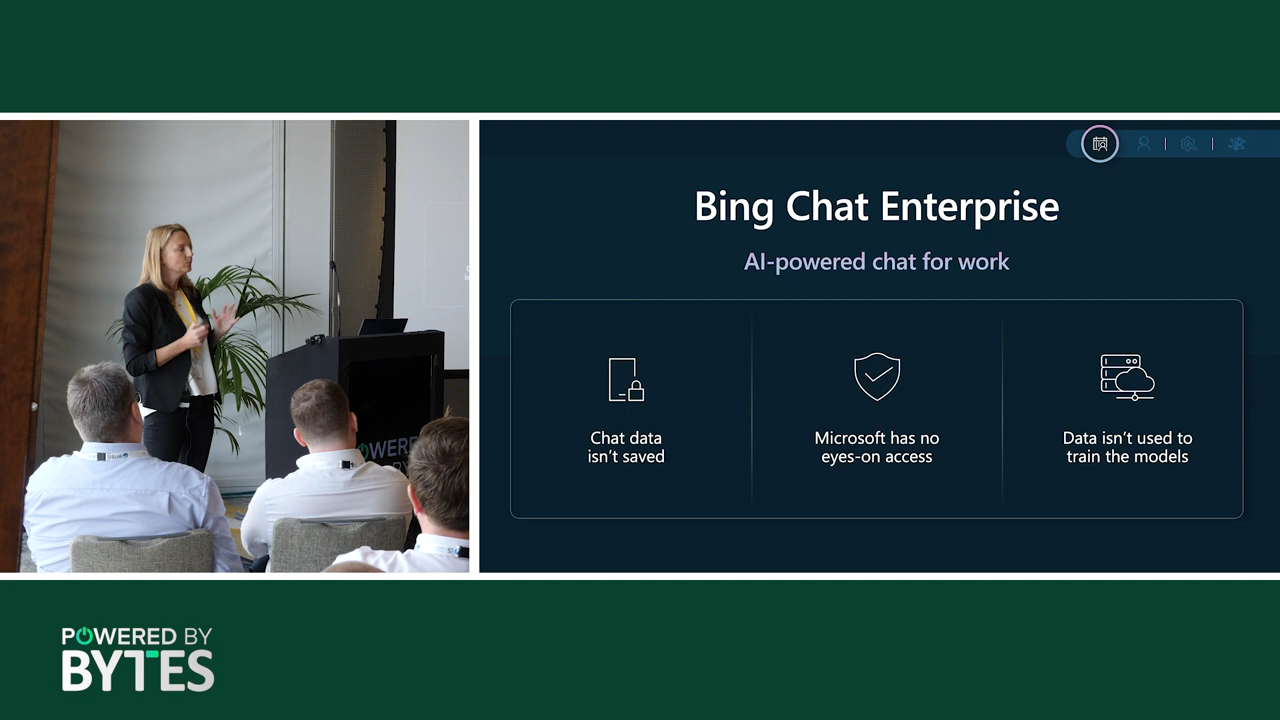 Bing Chat Enterprise
AI-powered chat for work
Chat data
isn't saved
Microsoft has no
eyes-on access
Data isn't used to
train the models
POWERED BY
BYTES